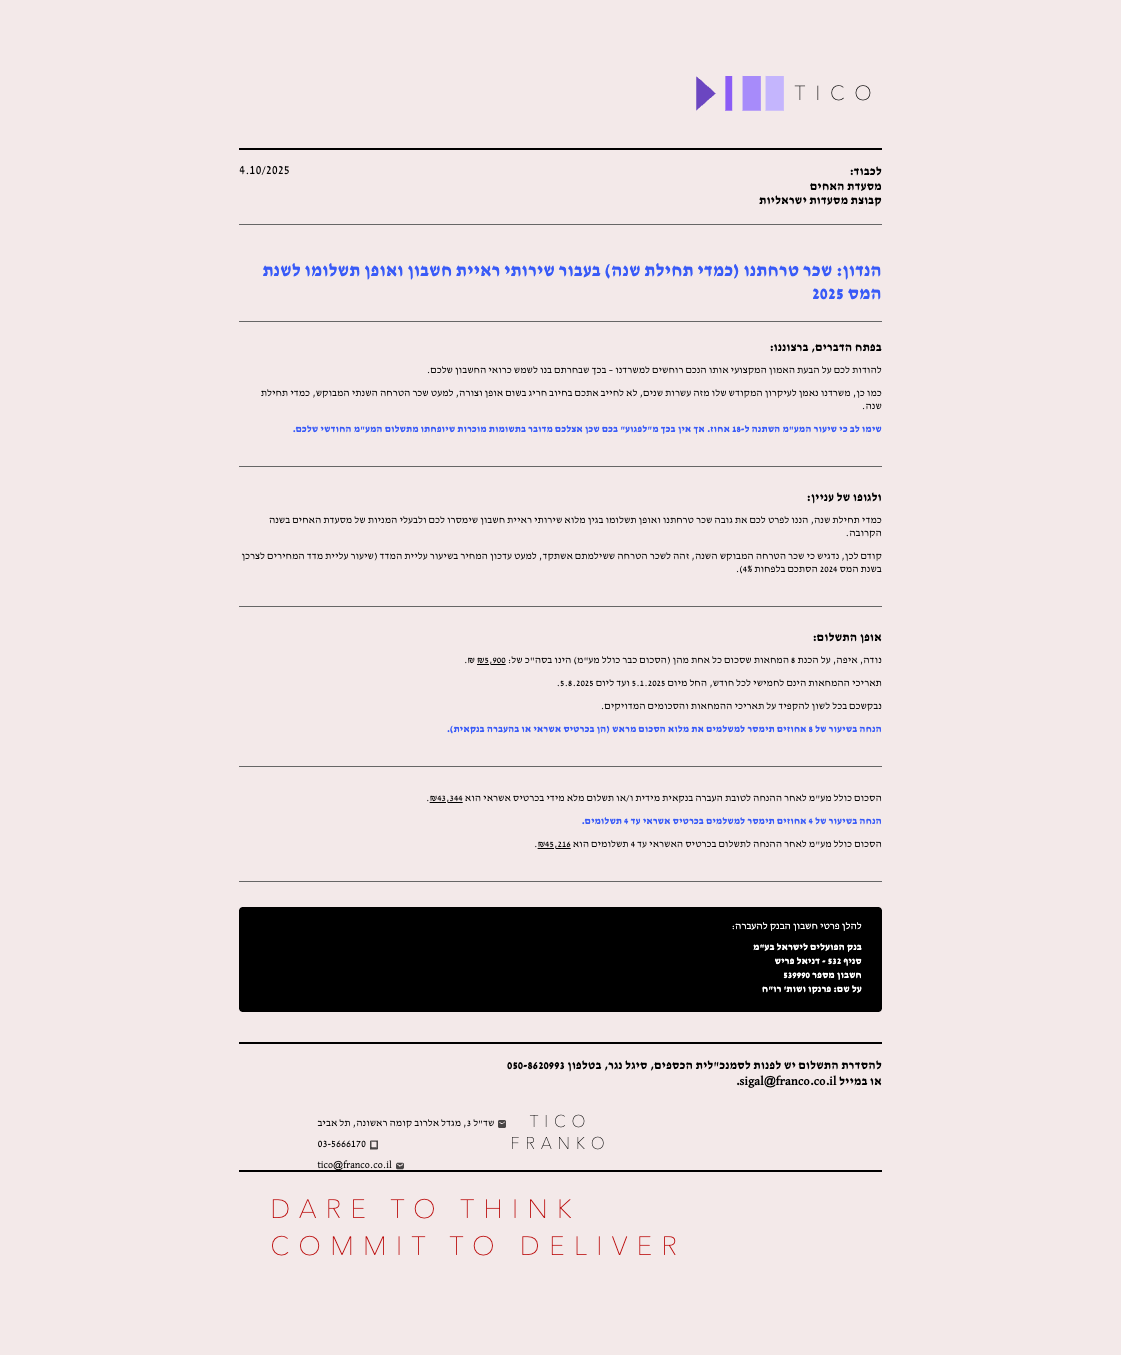 TICO
4.10/2025
לכבוד:
מסעדת האחים
קבוצת מסעדות ישראליות
הנדון: שכר טרחתנו (כמדי תחילת שנה) בעבור שירותי ראיית חשבון ואופן תשלומו לשנת
המס 2025
בפתח הדברים, ברצוננו:
להודות לכם על הבעת האמון המקצועי אותו הנכם רוחשים למשרדנו - בכך שבחרתם בנו לשמש כרואי החשבון שלכם.
כמו כן, משרדנו נאמן לעיקרון המקודש שלו מזה עשרות שנים, לא לחייב אתכם בחיוב חריג בשום אופן וצורה, למעט שכר הטרחה השנתי המבוקש, כמדי תחילת
שנה.
שימו לב כי שיעור המע"מ השתנה ל-18 אחוז. אך אין בכך מ"לפגוע" בכם שכן אצלכם מדובר בתשומות מוכרות שיופחתו מתשלום המע"מ החודשי שלכם.
ולגופו של עניין:
כמדי תחילת שנה, הננו לפרט לכם את גובה שכר טרחתנו ואופן תשלומו בגין מלוא שירותי ראיית חשבון שימסרו לכם ולבעלי המניות של מסעדת האחים בשנה
הקרובה.
קודם לכן, נדגיש כי שכר הטרחה המבוקש השנה, זהה לשכר הטרחה ששילמתם אשתקד, למעט עדכון המחיר בשיעור עליית המדד (שיעור עליית מדד המחירים לצרכן
בשנת המס 2024 הסתכם בלפחות 4%).
אופן התשלום:
נודה, איפה, על הכנת 8 המחאות שסכום כל אחת מהן (הסכום כבר כולל מע"מ) הינו בסה"כ של: ₪5,900 ₪.
תאריכי ההמחאות הינם לחמישי לכל חודש, החל מיום 5.1.2025 ועד ליום 5.8.2025.
נבקשכם בכל לשון להקפיד על תאריכי ההמחאות והסכומים המדויקים.
הנחה בשיעור של 8 אחוזים תימסר למשלמים את מלוא הסכום מראש (הן בכרטיס אשראי או בהעברה בנקאית).
הסכום כולל מע"מ לאחר ההנחה לטובת העברה בנקאית מידית ו/או תשלום מלא מידי בכרטיס אשראי הוא ₪43,344.
הנחה בשיעור של 4 אחוזים תימסר למשלמים בכרטיס אשראי עד 4 תשלומים.
הסכום כולל מע"מ לאחר ההנחה לתשלום בכרטיס האשראי עד 4 תשלומים הוא ₪45,216.
להלן פרטי חשבון הבנק להעברה:
בנק הפועלים לישראל בע"מ
סניף 532 - דניאל פריש
חשבון מספר 539990
על שם: פרנקו ושות' רו"ח
להסדרת התשלום יש לפנות לסמנכ"לית הכספים, סיגל נגר, בטלפון 050-8620993
או במייל sigal@franco.co.il.
TICO
FRANKO
שד"ל 3, מגדל אלרוב קומה ראשונה, תל אביב
03-5666170
tico@franco.co.il
DARE TO THINK
COMMIT TO DELIVER